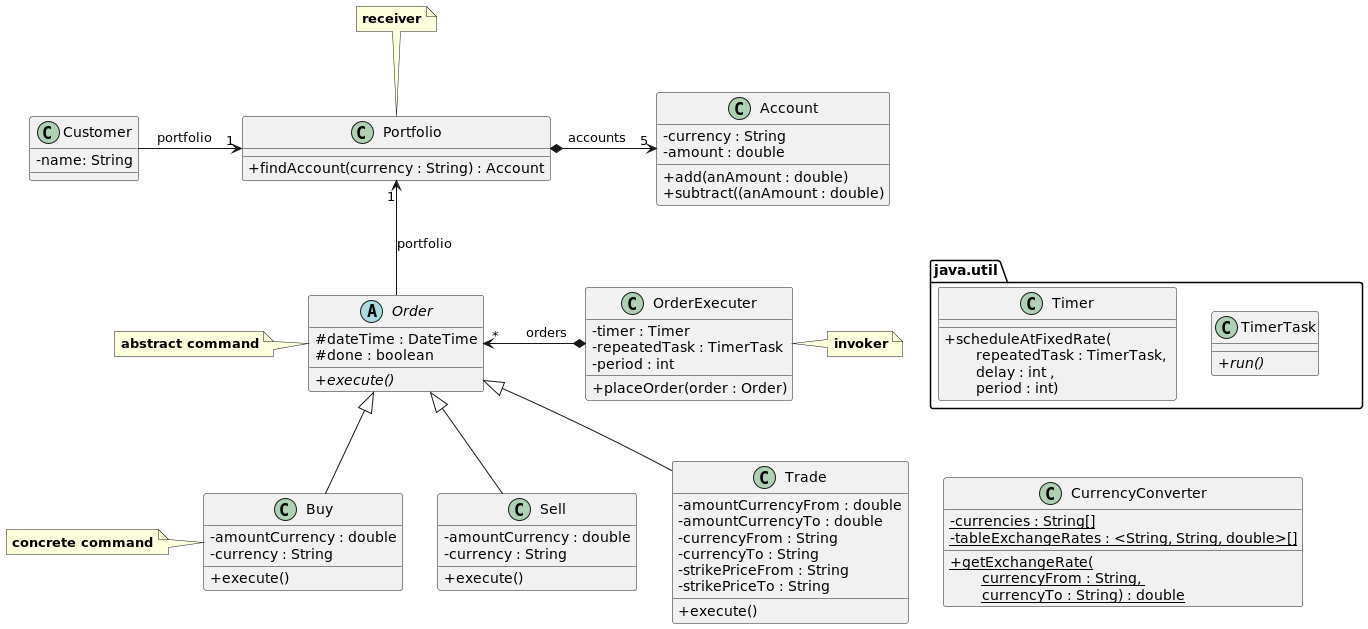 receiver
C Customer
-name: String
portfolio
1
C Portfolio
+findAccount(currency : String) : Account
accounts
5
C Account
-currency : String
-amount : double
+add(anAmount : double)
+subtract((anAmount : double)
1
portfolio
abstract command
A Order
#dateTime : DateTime
#done : boolean
+execute()
*
orders
C OrderExecuter
-timer : Timer
-repeatedTask : TimerTask
-period : int
+placeOrder(order : Order)
invoker
java.util
C Timer
+scheduleAtFixedRate(
repeatedTask : TimerTask,
delay : int ,
period : int)
C TimerTask
+run()
concrete command
C Buy
-amountCurrency : double
-currency : String
+execute()
C Sell
-amountCurrency : double
-currency : String
+execute()
C Trade
-amountCurrencyFrom : double
-amountCurrencyTo : double
-currencyFrom : String
-currencyTo : String
-strikePriceFrom : String
-strikePriceTo : String
+execute()
C CurrencyConverter
-currencies : String[]
-tableExchangeRates : <String, String, double>[]
+getExchangeRate(
currencyFrom : String,
currencyTo : String) : double